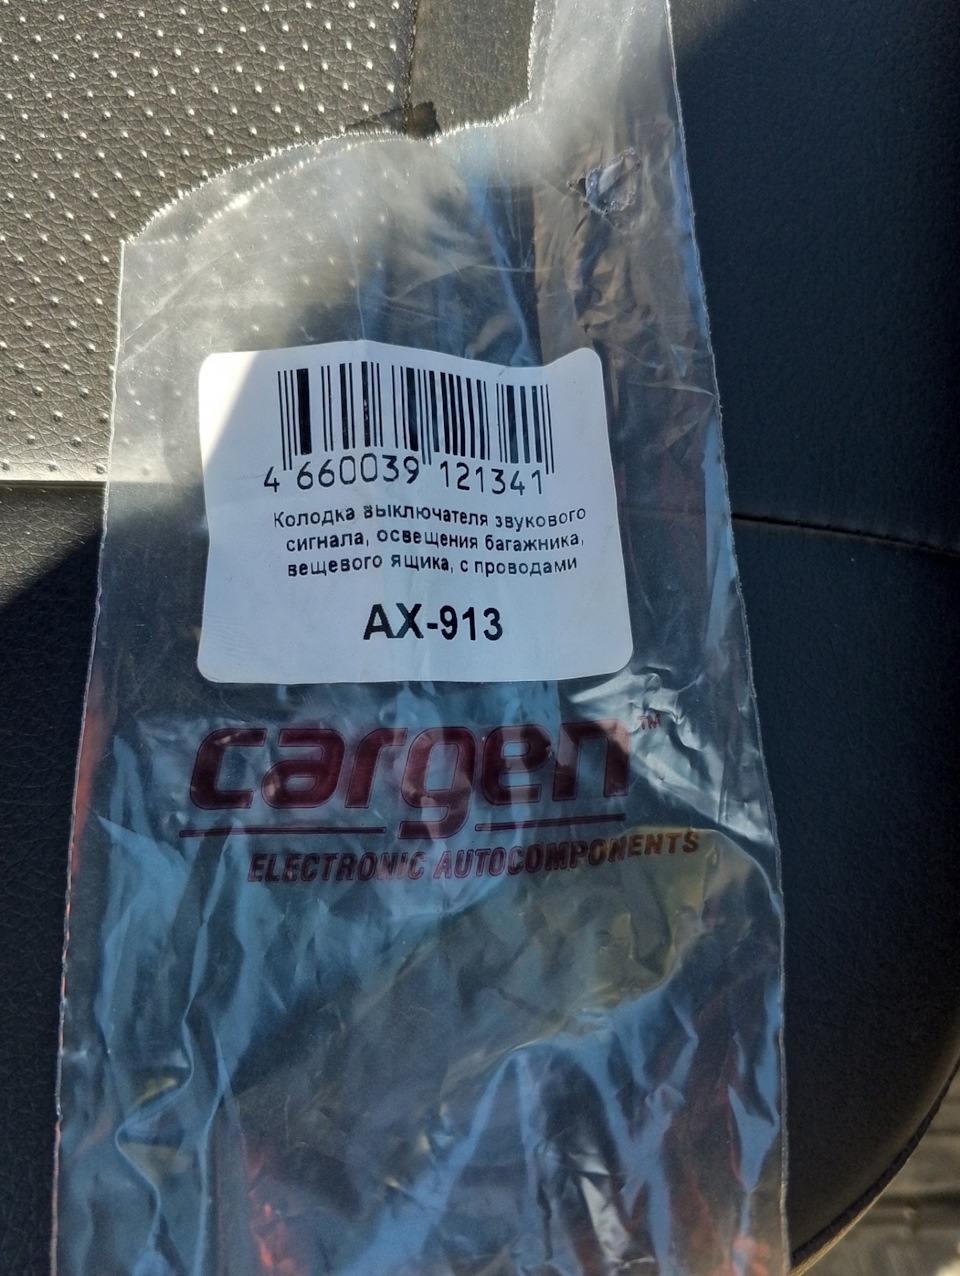 4 660039 121341
Колодка выключателя звукового
сигнала, освещения багажника,
вещевого ящика, с проводами
AX-913
cargen™
ELECTRONIC AUTOCOMPONENTS